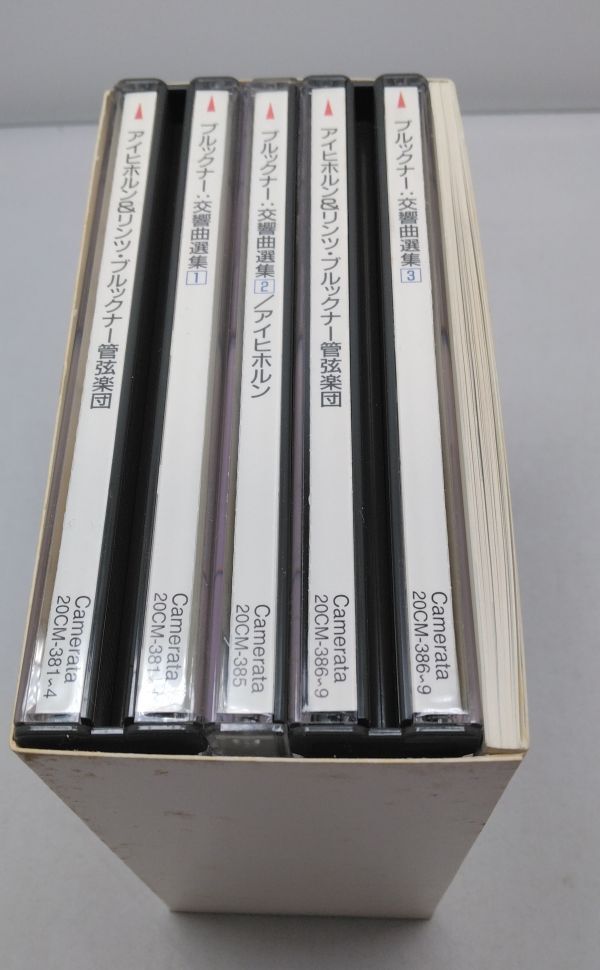 アイヒホルン&リンツ・ブルックナー管弦楽団
Camerata
20CM-381~4
ブルックナー:交響曲選集 1
Camerata
20CM-381
ブルックナー:交響曲選集 2/アイヒホルン
Camerata
20CM-385
アイヒホルン&リンツ・ブルックナー管弦楽団
Camerata
20CM-386~9
ブルックナー:交響曲選集 3
Camerata
20CM-386~9